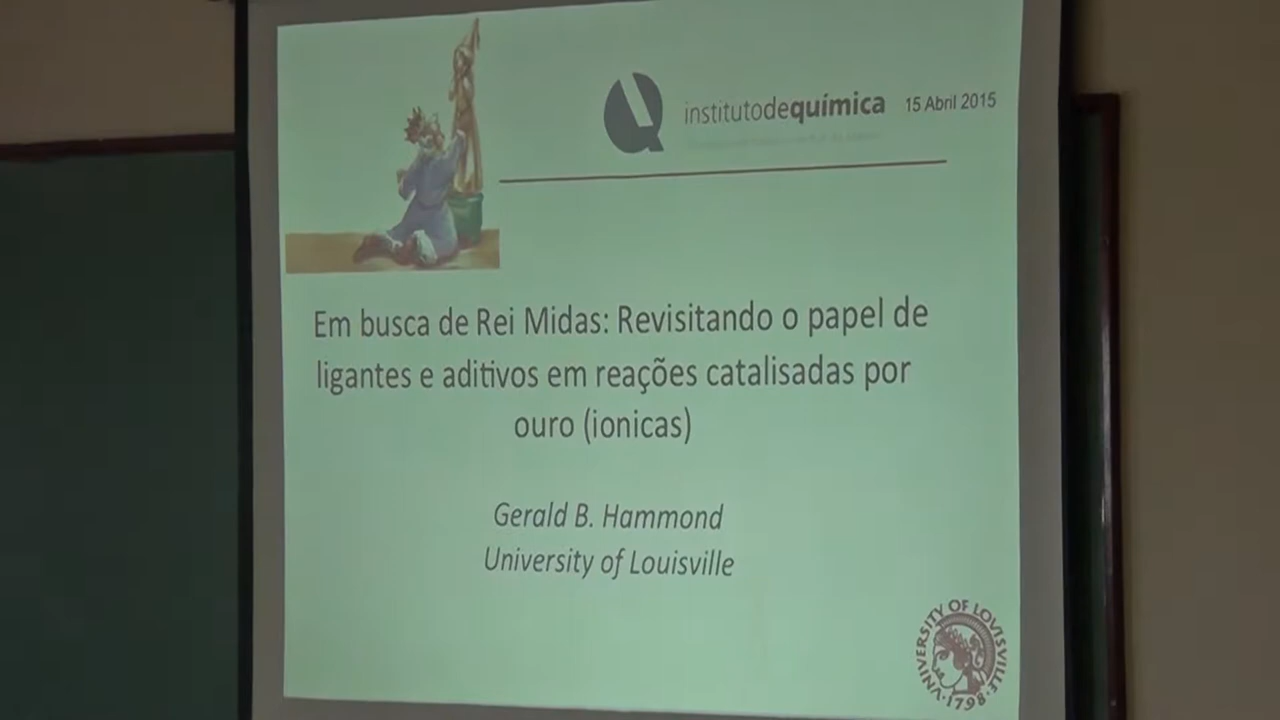 institutodequímica 15 Abril 2015
Em busca de Rei Midas: Revisitando o papel de
ligantes e aditivos em reações catalisadas por
ouro (ionicas)
Gerald B. Hammond
University of Louisville
UNIVERSITY OF LOVISVILLE
1798